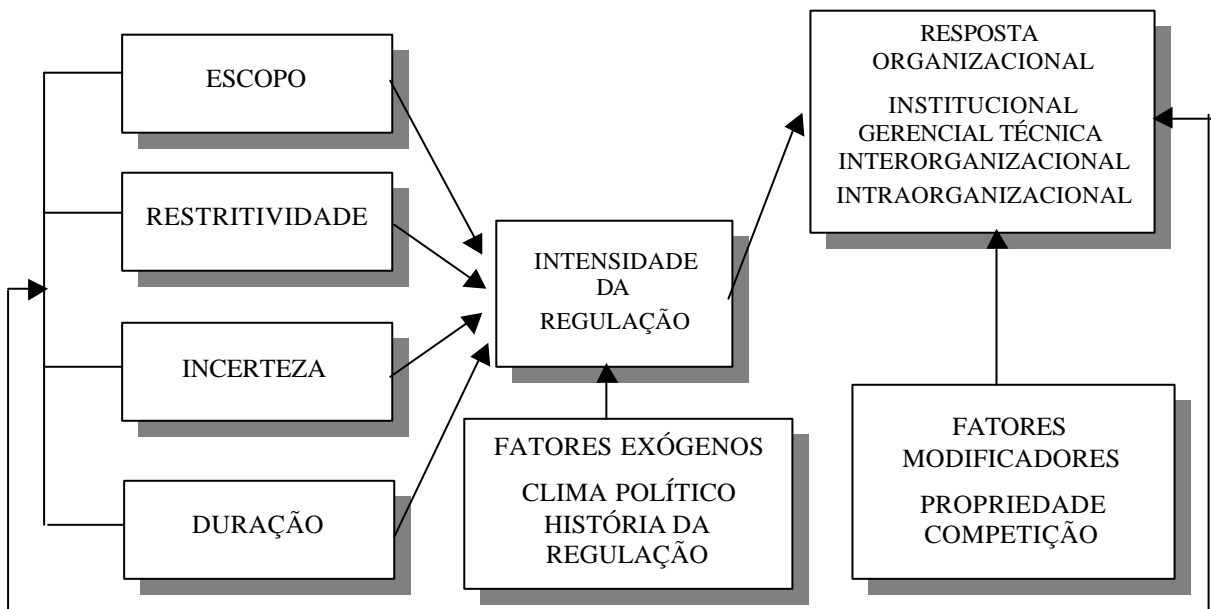 ESCOPO
RESTRITIVIDADE
INCERTEZA
DURAÇÃO
INTENSIDADE
DA
REGULAÇÃO
FATORES EXÓGENOS
CLIMA POLÍTICO
HISTÓRIA DA
REGULAÇÃO
RESPOSTA
ORGANIZACIONAL
INSTITUCIONAL
GERENCIAL TÉCNICA
INTERORGANIZACIONAL
INTRAORGANIZACIONAL
FATORES
MODIFICADORES
PROPRIEDADE
COMPETIÇÃO